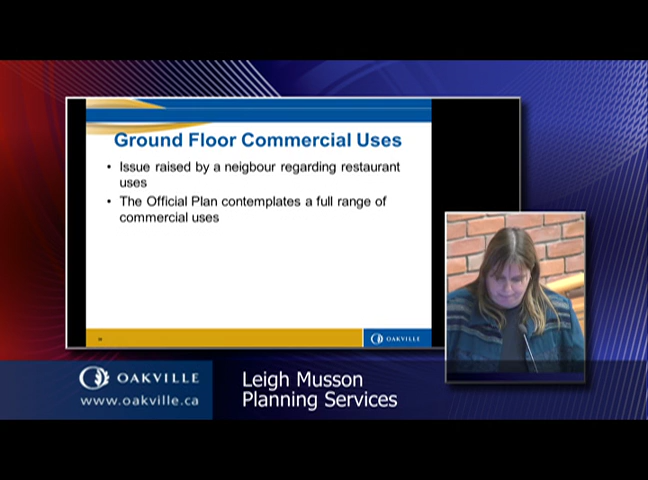 Ground Floor Commercial Uses
• Issue raised by a neigbour regarding restaurant
uses
• The Official Plan contemplates a full range of
commercial uses
OAKVILLE
OAKVILLE
www.oakville.ca
Leigh Musson
Planning Services